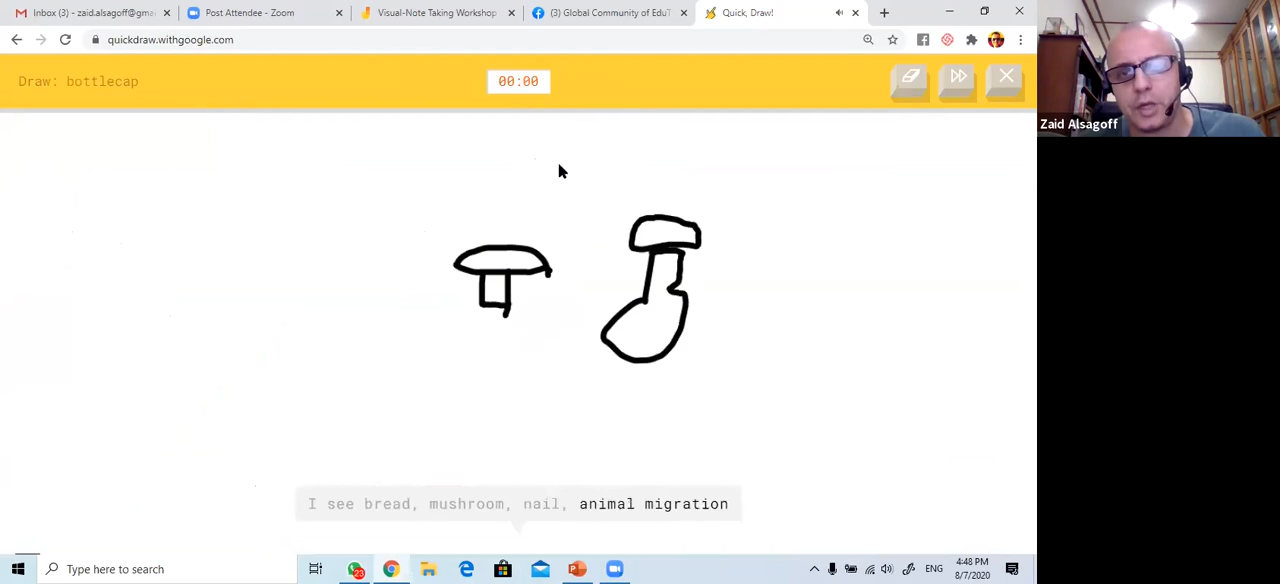 Inbox (3) - zaid.alsagoff@gma
Post Attendee - Zoom
Visual-Note Taking Workshop
(3) Global Community of EduT
Quick, Draw!
quickdraw.withgoogle.com
Draw: bottlecap
00:00
Zaid Alsagoff
I see bread, mushroom, nail, animal migration
Type here to search
23
ENG
4:48 PM
8/7/2020